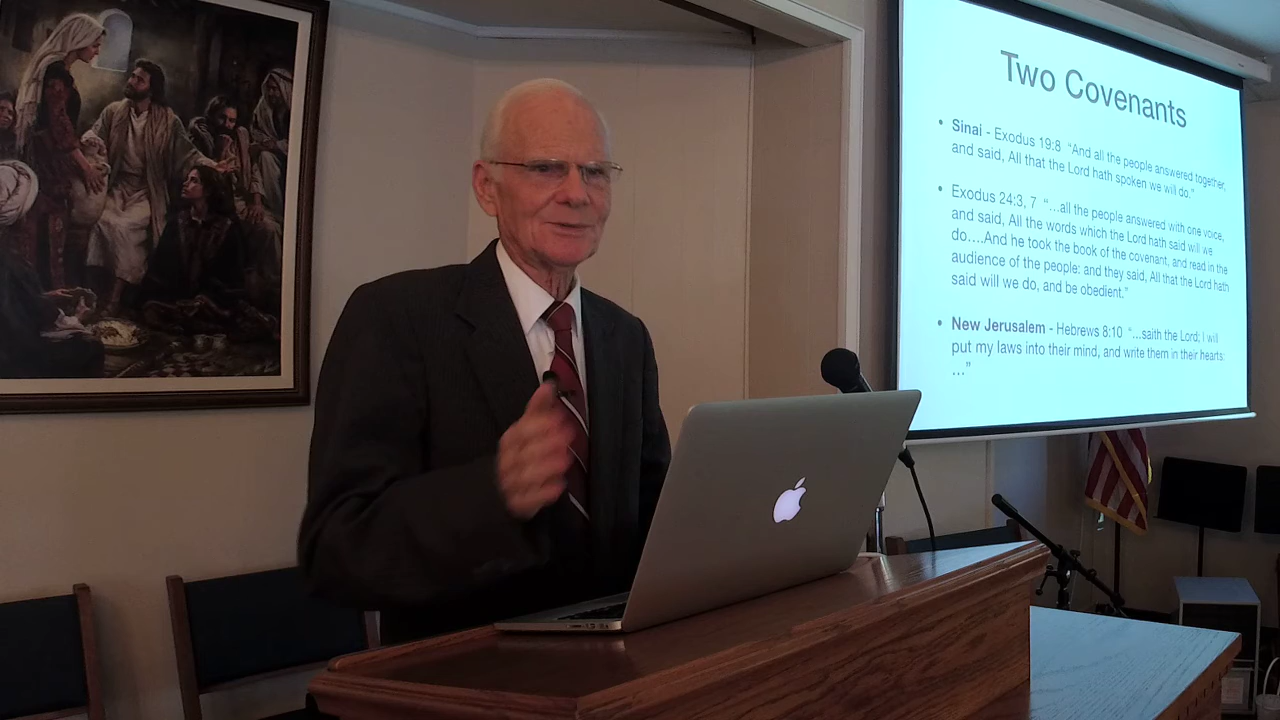 Two Covenants
• Sinai - Exodus 19:8 "And all the people answered together,
and said, All that the Lord hath spoken we will do."
• Exodus 24:3, 7 "...all the people answered with one voice,
and said, All the words which the Lord hath said will we
do....And he took the book of the covenant, and read in the
audience of the people: and they said, All that the Lord hath
said will we do, and be obedient."
• New Jerusalem - Hebrews 8:10 "...saith the Lord; I will
put my laws into their mind, and write them in their hearts:
..."